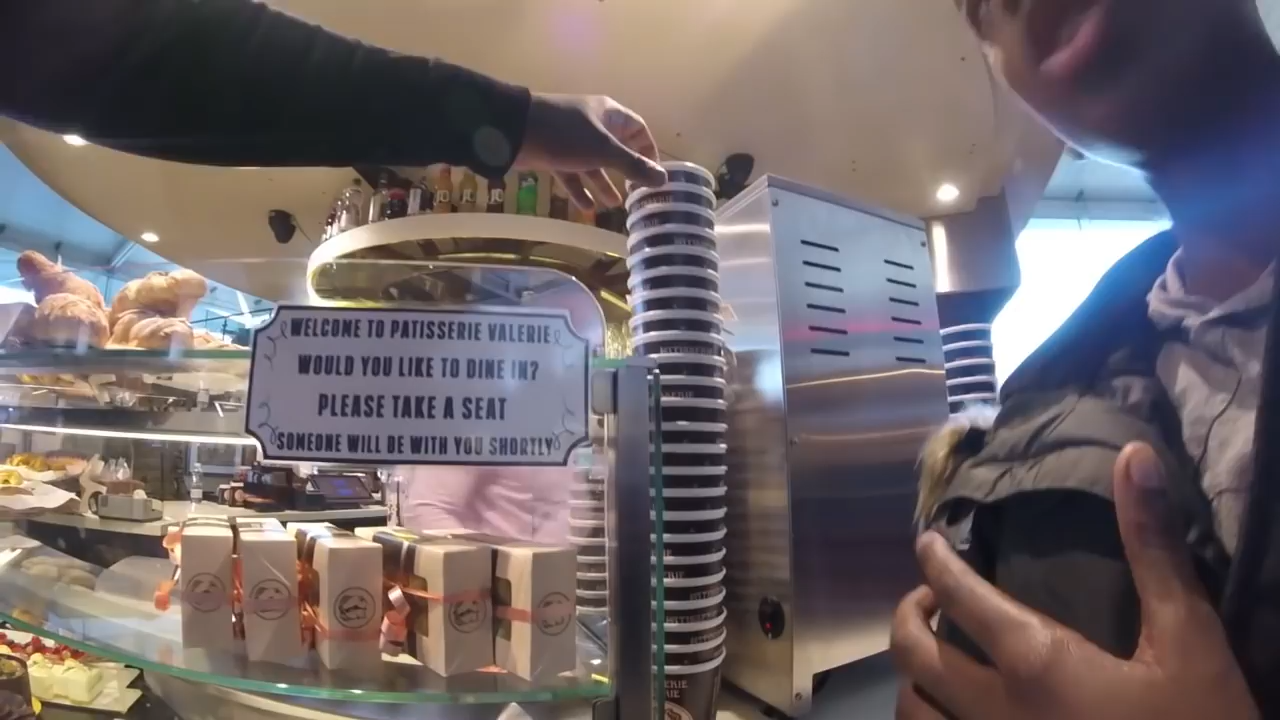 WELCOME TO PATISSERIE VALERIE
WOULD YOU LIKE TO DINE IN?
PLEASE TAKE A SEAT
SOMEONE WILL BE WITH YOU SHORTLY